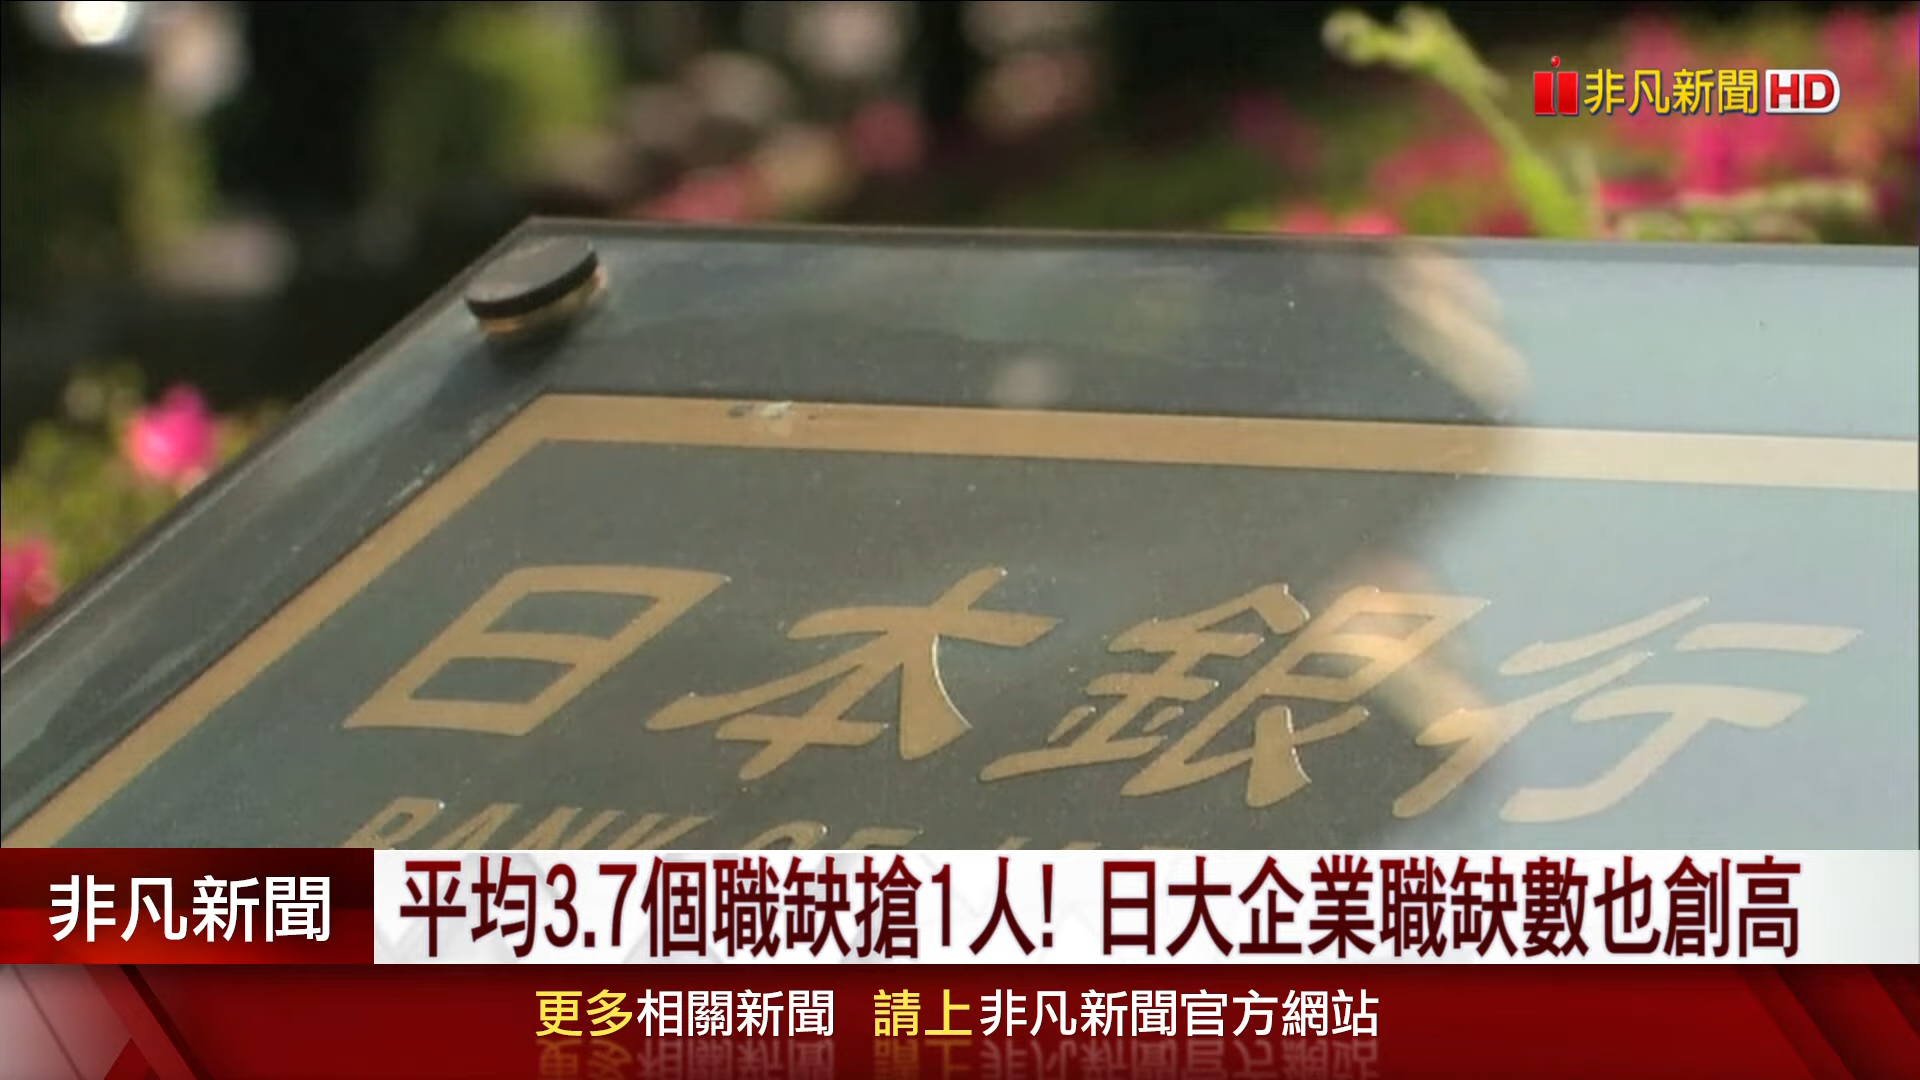 非凡新聞HD
日本銀行
BANK OF
非凡新聞
平均3.7個職缺搶1人! 日大企業職缺數也創高
更多相關新聞 請上非凡新聞官方網站